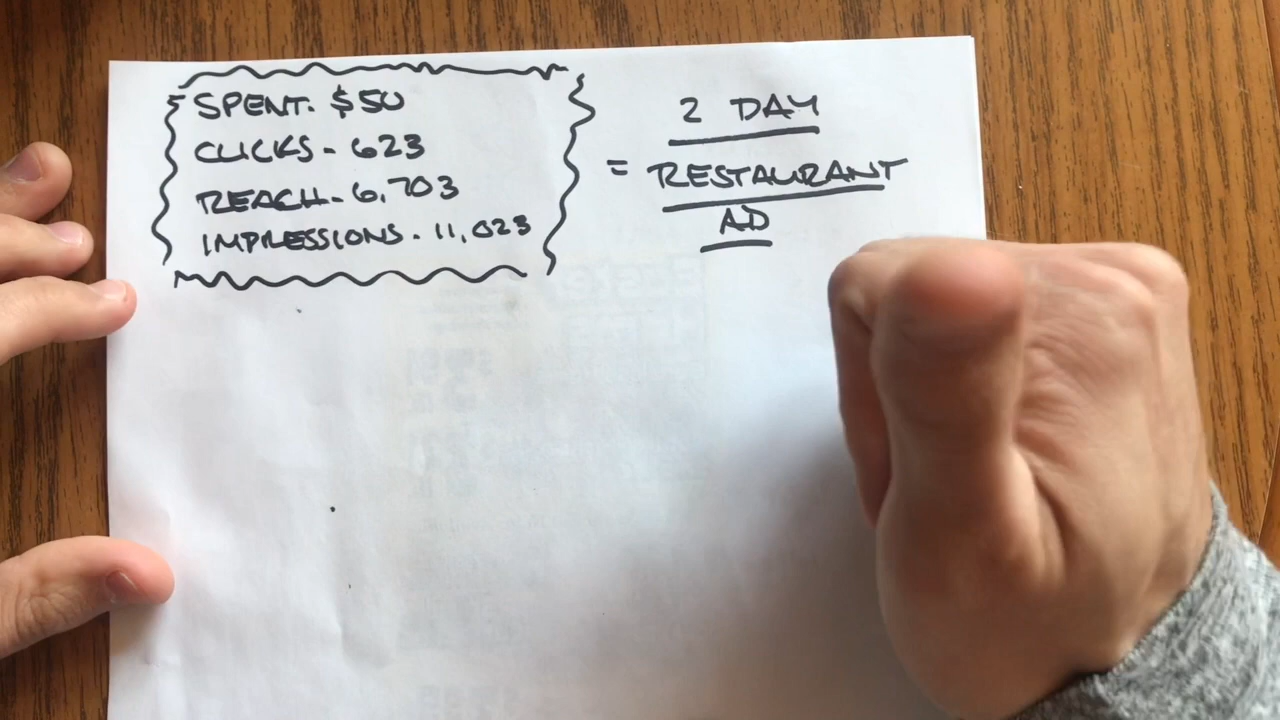 SPENT. $50
CLICKS - 623
REACH - 6,703
IMPRESSIONS. 11,023
= 2 DAY
RESTAURANT
AD